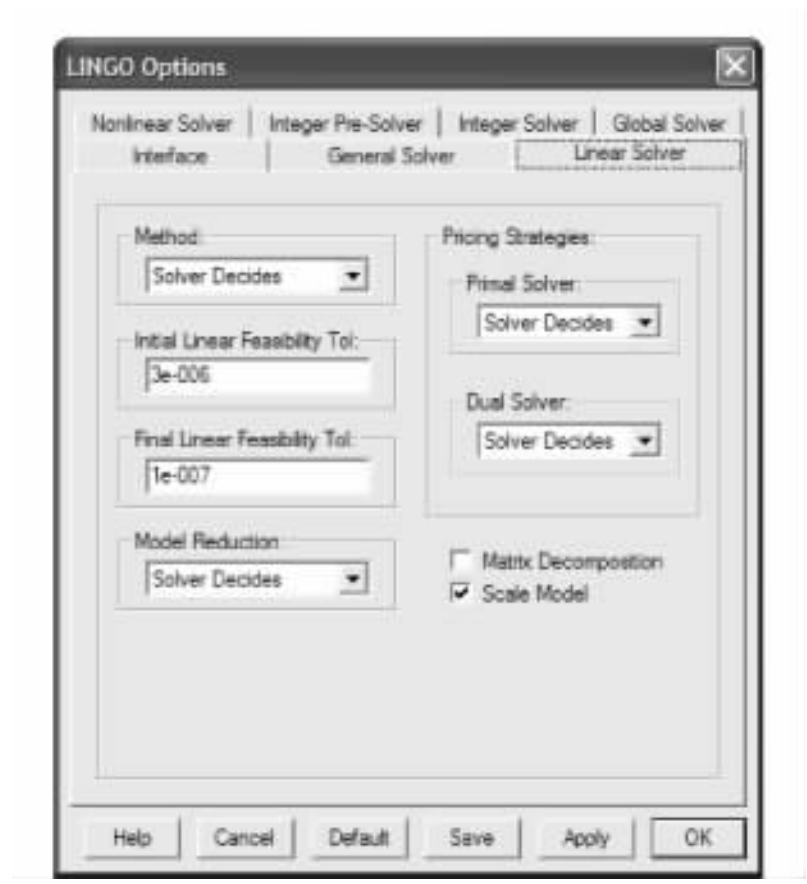 LINGO Options
Nonlinear Solver Integer Pre-Solver Integer Solver Global Solver
Interface General Solver Linear Solver
Method:
Solver Decides
Initial Linear Feasibility Tol:
3e-006
Final Linear Feasibility Tol:
1e-007
Model Reduction:
Solver Decides
Pricing Strategies:
Primal Solver:
Solver Decides
Dual Solver:
Solver Decides
Matrix Decomposition
Scale Model
Help Cancel Default Save Apply OK